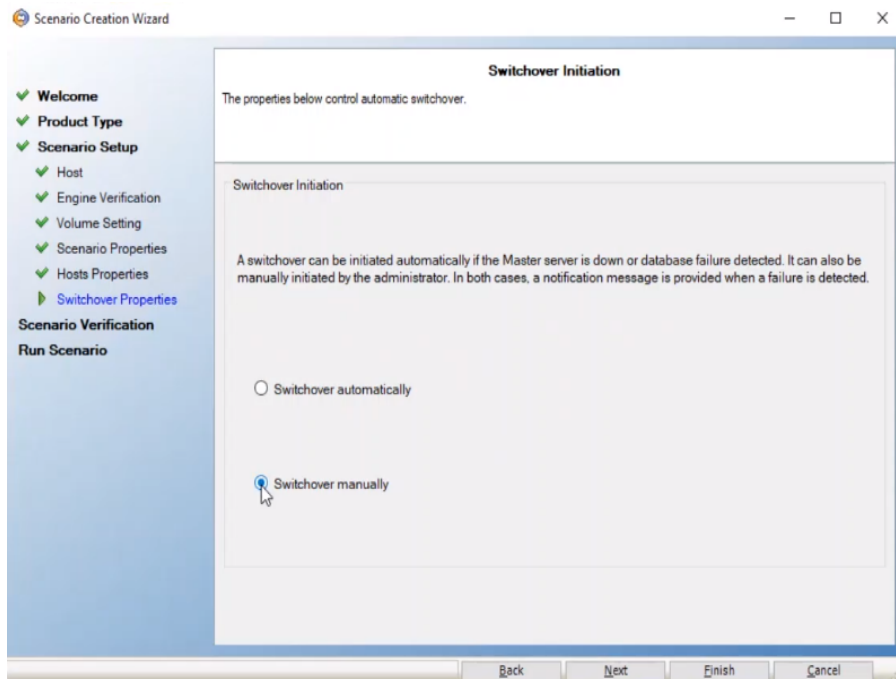 Scenario Creation Wizard
Welcome
Product Type
Scenario Setup
Host
Engine Verification
Volume Setting
Scenario Properties
Hosts Properties
Switchover Properties
Scenario Verification
Run Scenario
Switchover Initiation
The properties below control automatic switchover.
Switchover Initiation
A switchover can be initiated automatically if the Master server is down or database failure detected. It can also be
manually initiated by the administrator. In both cases, a notification message is provided when a failure is detected.
Switchover automatically
Switchover manually
Back Next Finish Cancel